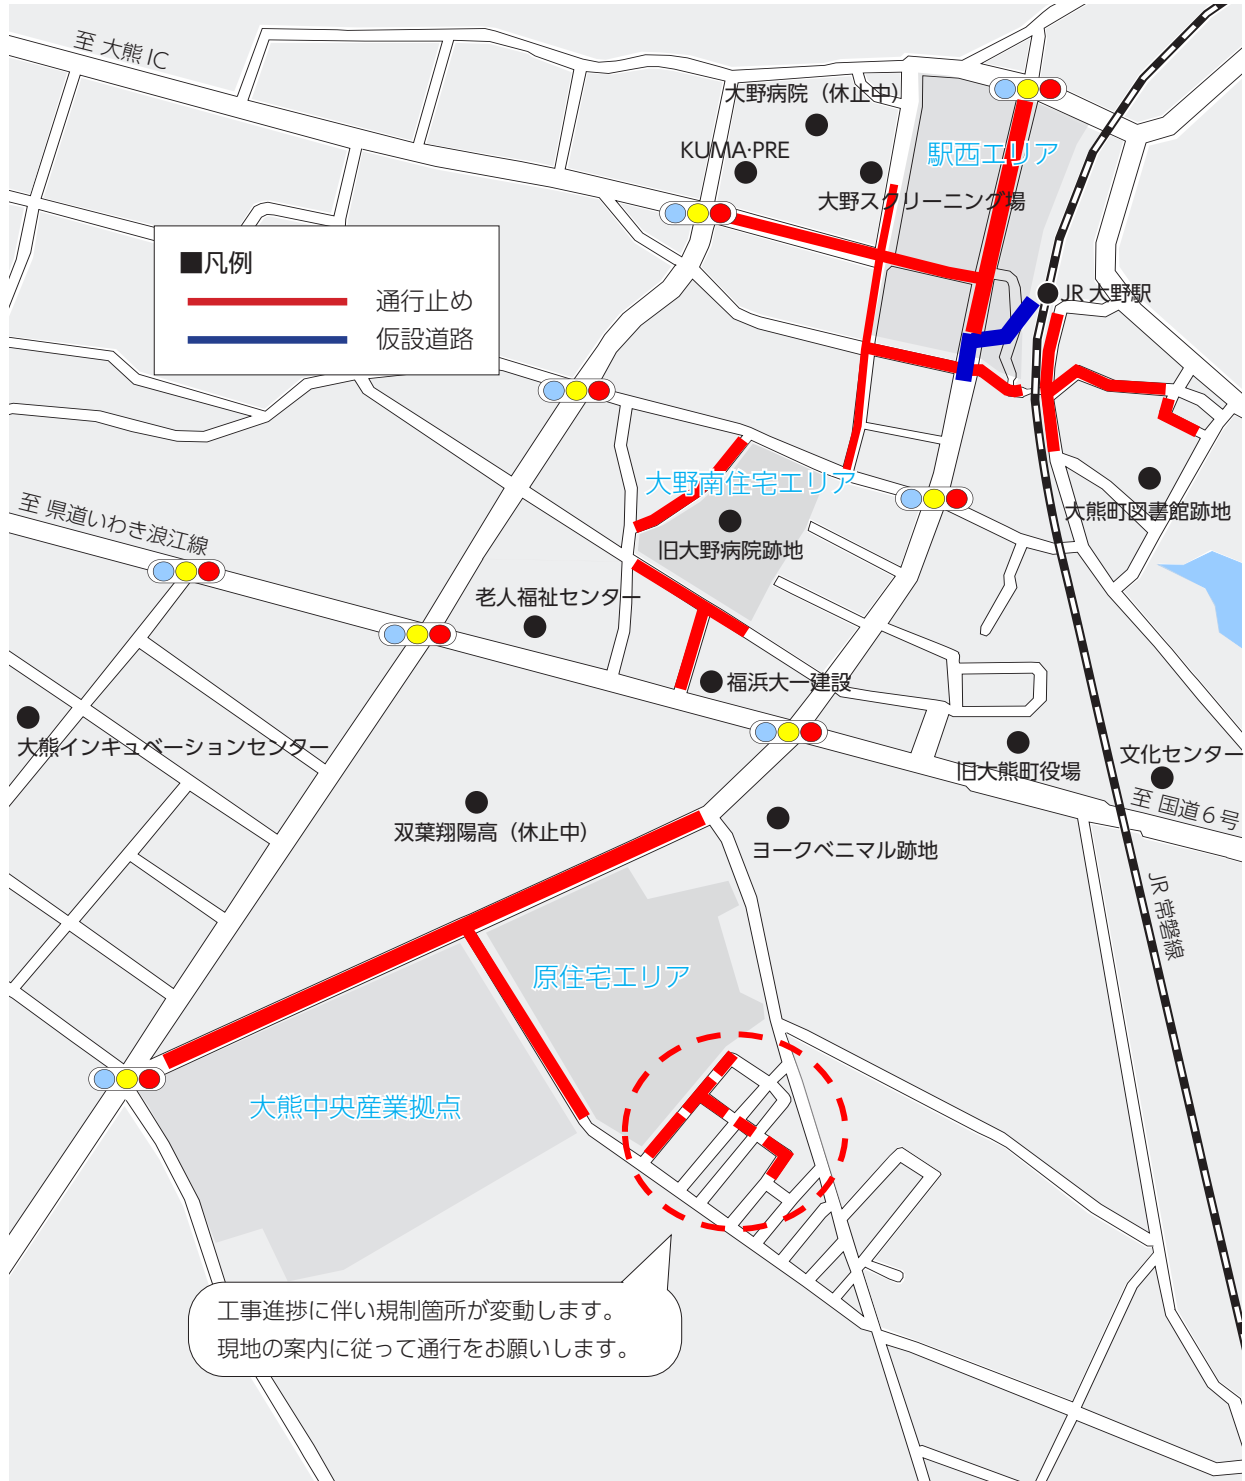 至 大熊 IC
大野病院（休止中）
KUMA·PRE
駅西エリア
大野スクリーニング場
■凡例
通行止め
仮設道路
JR 大野駅
大野南住宅エリア
至 県道いわき浪江線
大熊町図書館跡地
旧大野病院跡地
老人福祉センター
福浜大一建設
大熊インキュベーションセンター
旧大熊町役場
文化センター
至 国道６号
双葉翔陽高（休止中）
ヨークベニマル跡地
JR 常磐線
原住宅エリア
大熊中央産業拠点
工事進捗に伴い規制箇所が変動します。
現地の案内に従って通行をお願いします。